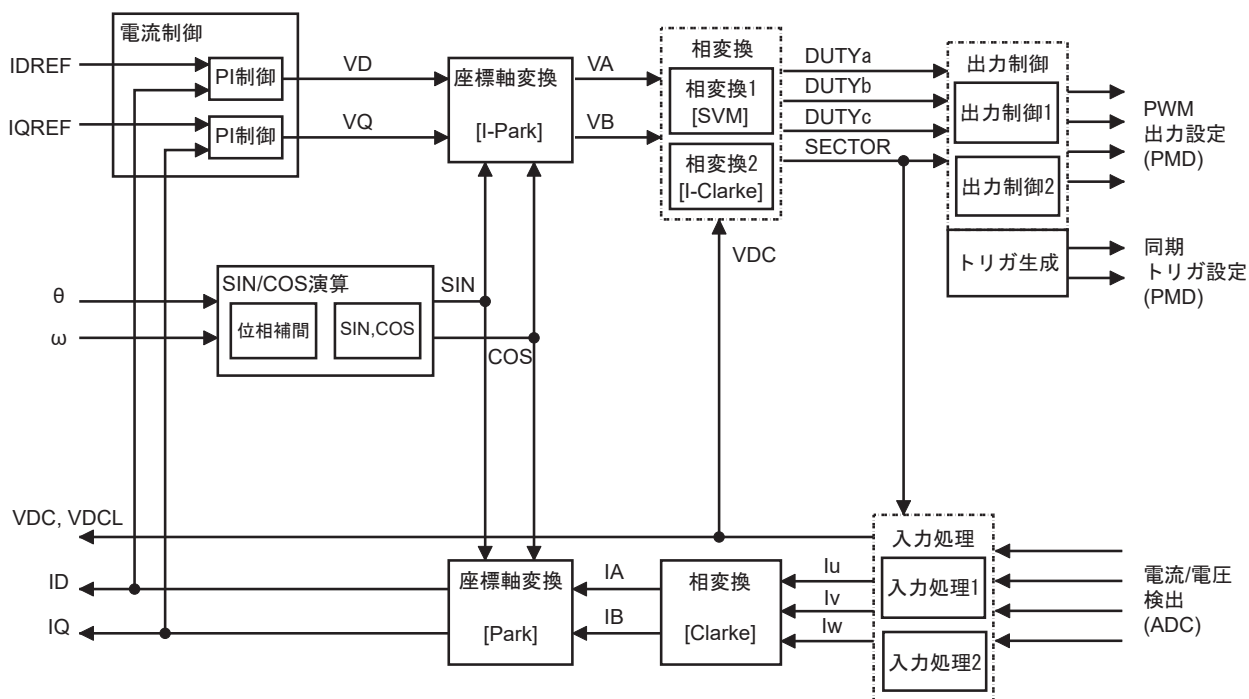 電流制御
IDREF
PI制御
VD
IQREF
PI制御
VQ
座標軸変換
[I-Park]
VA
VB
相変換
相変換1
[SVM]
相変換2
[I-Clarke]
DUTYa
DUTYb
DUTYc
SECTOR
出力制御
出力制御1
出力制御2
PWM
出力設定
(PMD)
トリガ生成
同期
トリガ設定
(PMD)
VDC
θ
ω
SIN/COS演算
位相補間
SIN,COS
SIN
COS
VDC, VDCL
ID
IQ
座標軸変換
[Park]
IA
IB
相変換
[Clarke]
Iu
Iv
Iw
入力処理
入力処理1
入力処理2
電流/電圧
検出
(ADC)